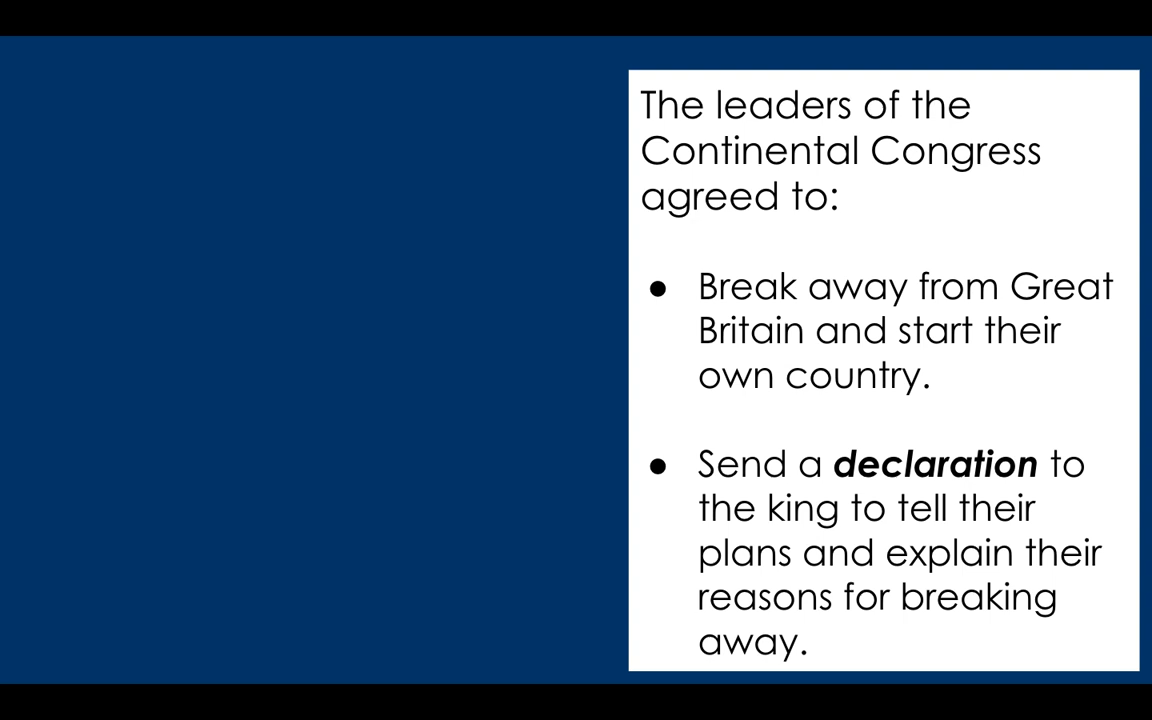 The leaders of the
Continental Congress
agreed to:
● Break away from Great
Britain and start their
own country.
● Send a declaration to
the king to tell their
plans and explain their
reasons for breaking
away.